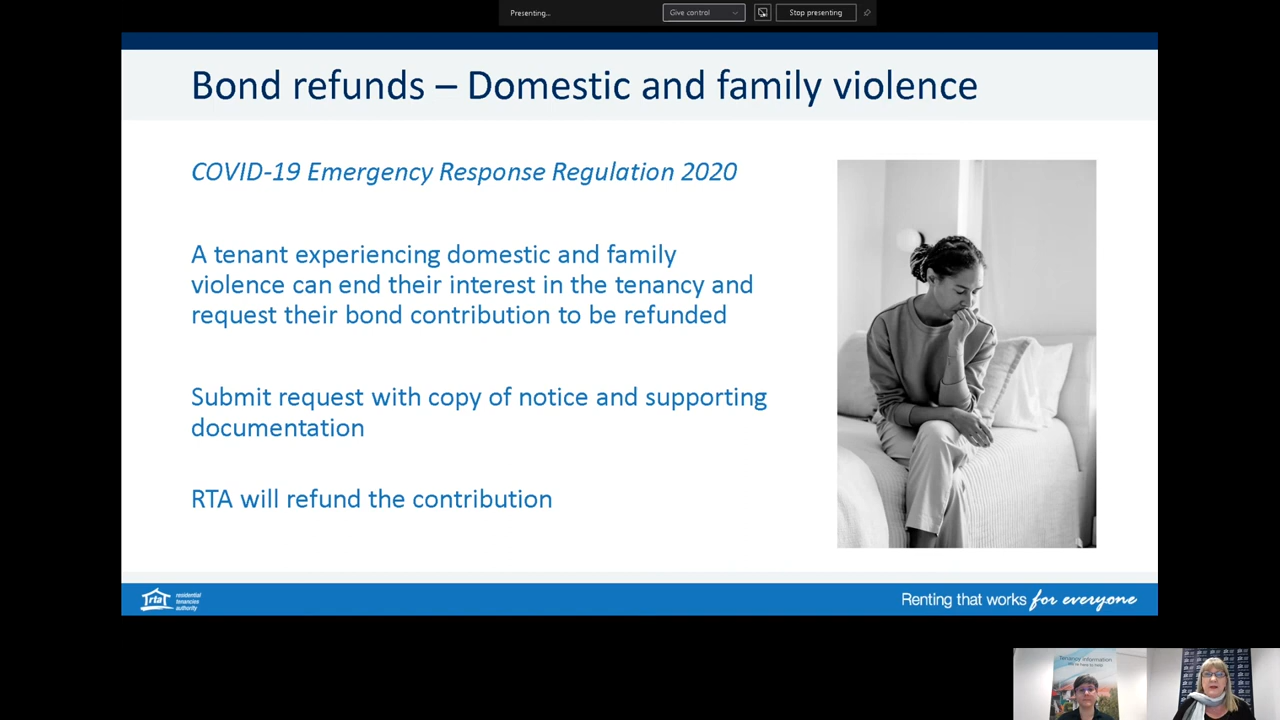 Presenting...
Give control
Stop presenting
Bond refunds – Domestic and family violence
COVID-19 Emergency Response Regulation 2020
A tenant experiencing domestic and family
violence can end their interest in the tenancy and
request their bond contribution to be refunded
Submit request with copy of notice and supporting
documentation
RTA will refund the contribution
rta
residential
tenancies
authority
Renting that works for everyone
Tenancy information